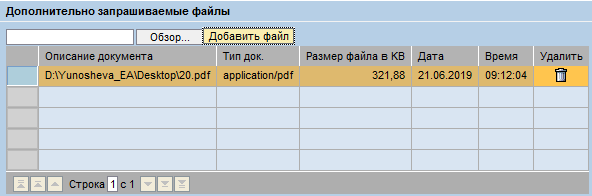 Дополнительно запрашиваемые файлы
Обзор... Добавить файл
Описание документа Тип док. Размер файла в КВ Дата Время Удалить
D:\Yunosheva_EA\Desktop\20.pdf application/pdf 321,88 21.06.2019 09:12:04
Строка 1 с 1